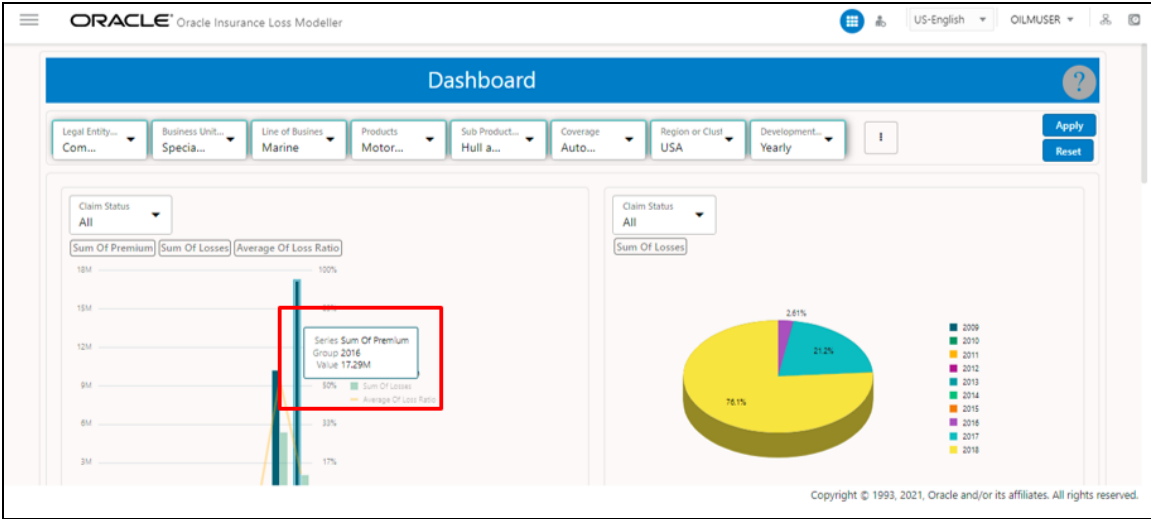 ORACLE® Oracle Insurance Loss Modeller
US-English OILMUSER
Dashboard ?
Legal Entity... Business Unit... Line of Busines Products Sub Product... Coverage Region or Clust Development...
Com... Specia... Marine Motor... Hull a... Auto... USA Yearly
Apply
Reset
Claim Status
All
Sum Of Premium Sum Of Losses Average Of Loss Ratio
18M 100%
15M
12M
9M 50%
6M 33%
3M 17%
Series Sum Of Premium
Group 2016
Value 17.29M
Sum Of Losses
Average Of Loss Ratio
Claim Status
All
Sum Of Losses
2.61%
21.2%
76.1%
2009
2010
2011
2012
2013
2014
2015
2016
2017
2018
Copyright © 1993, 2021, Oracle and/or its affiliates. All rights reserved.